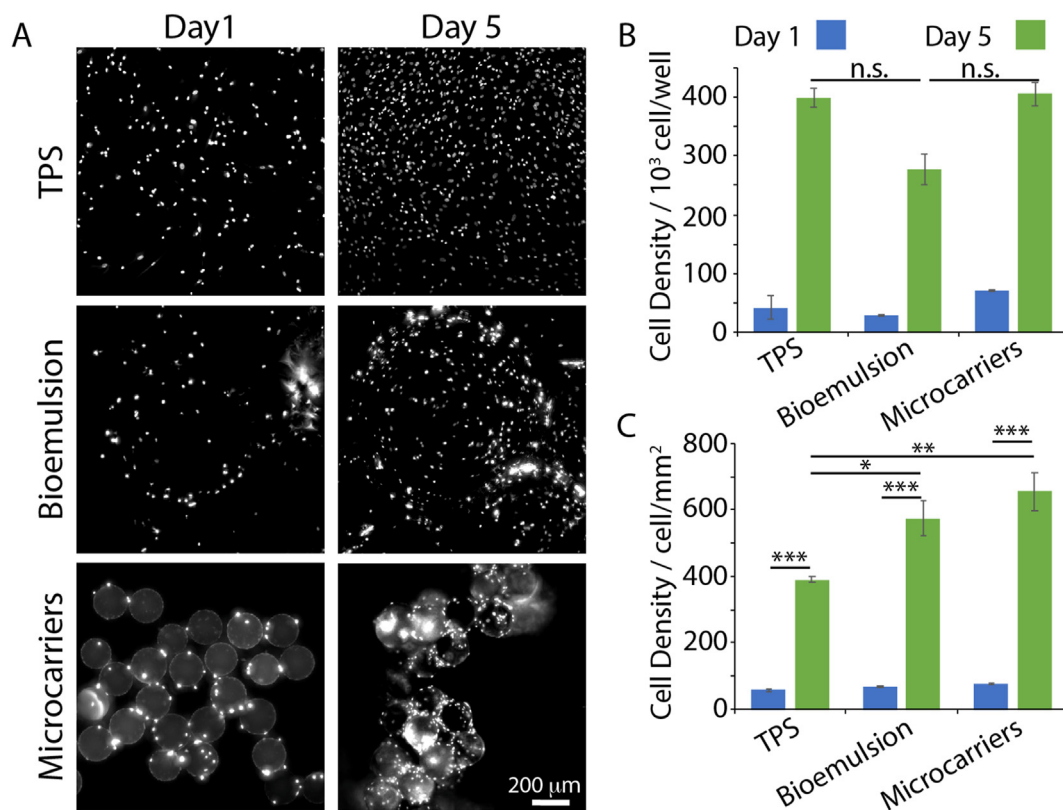 A
Day1
Day 5
TPS
Bioemulsion
Microcarriers
200 μm
B
Day 1
Day 5
n.s.
n.s.
Cell Density / 10³ cell/well
400
300
200
100
0
TPS
Bioemulsion
Microcarriers
C
Cell Density / cell/mm²
800
600
400
200
0
***
**
*
***
***
TPS
Bioemulsion
Microcarriers